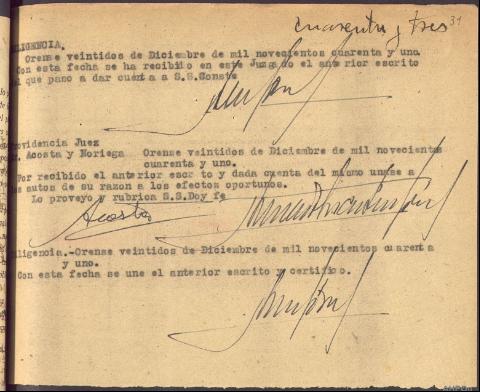 cuarenta y tres 31
LIGENCIA.
Orense veintidos de Diciembre de mil novecientos cuarenta y uno.
Con esta fecha se ha recibido en este Juzgado el anterior escrito
el que paso a dar cuenta a S.S. Conste
ovidencia Juez
r. Acosta y Noriega Orense veintidos de Diciembre de mil novecientos
cuarenta y uno.
Por recibido el anterior escrito y dada cuenta del mismo unase a
os autos de su razon a los efectos oportunos.
Lo proveyo y rubrica S.S. Doy fe
Acosta
iligencia.-Orense veintidos de Diciembre de mil novecientos cuarenta
y uno.
Con esta fecha se une el anterior escrito y certifico.